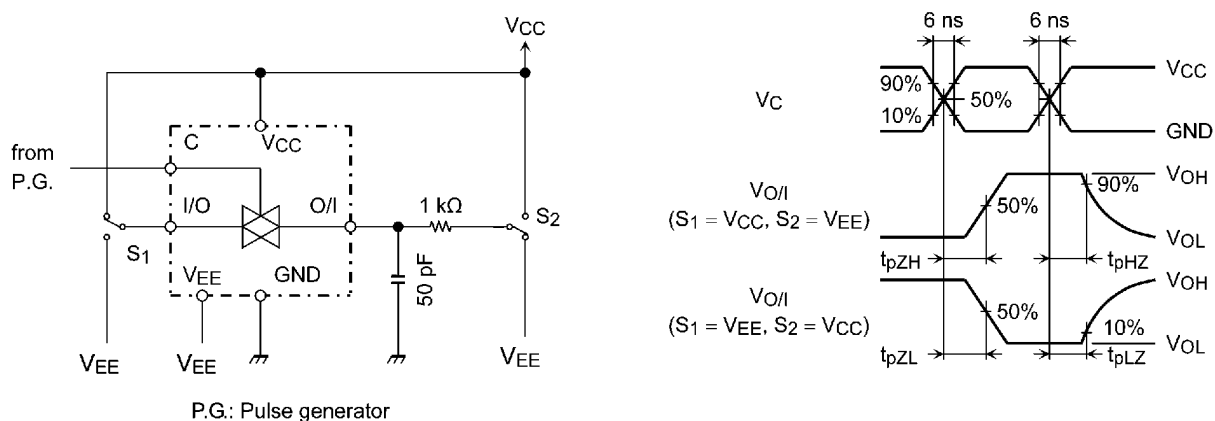 VCC
C
VCC
from
P.G.
I/O
O/I
1 kΩ
S2
S1
VEE
GND
50 pF
VEE
VEE
VEE
P.G.: Pulse generator
6 ns
6 ns
VC
90%
10%
50%
VCC
GND
VO/I
(S1 = VCC, S2 = VEE)
50%
90%
VOH
VOL
tpZH
tpHZ
VO/I
(S1 = VEE, S2 = VCC)
50%
10%
VOH
VOL
tpZL
tpLZ